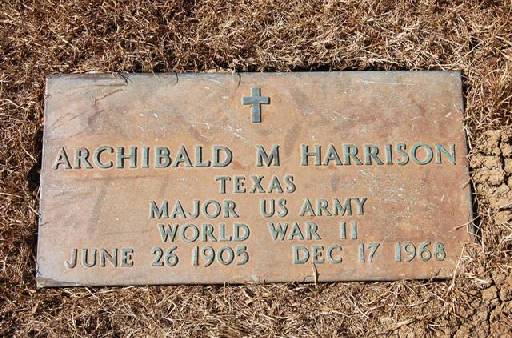 ARCHIBALD M HARRISON
TEXAS
MAJOR US ARMY
WORLD WAR II
JUNE 26 1905 DEC 17 1968